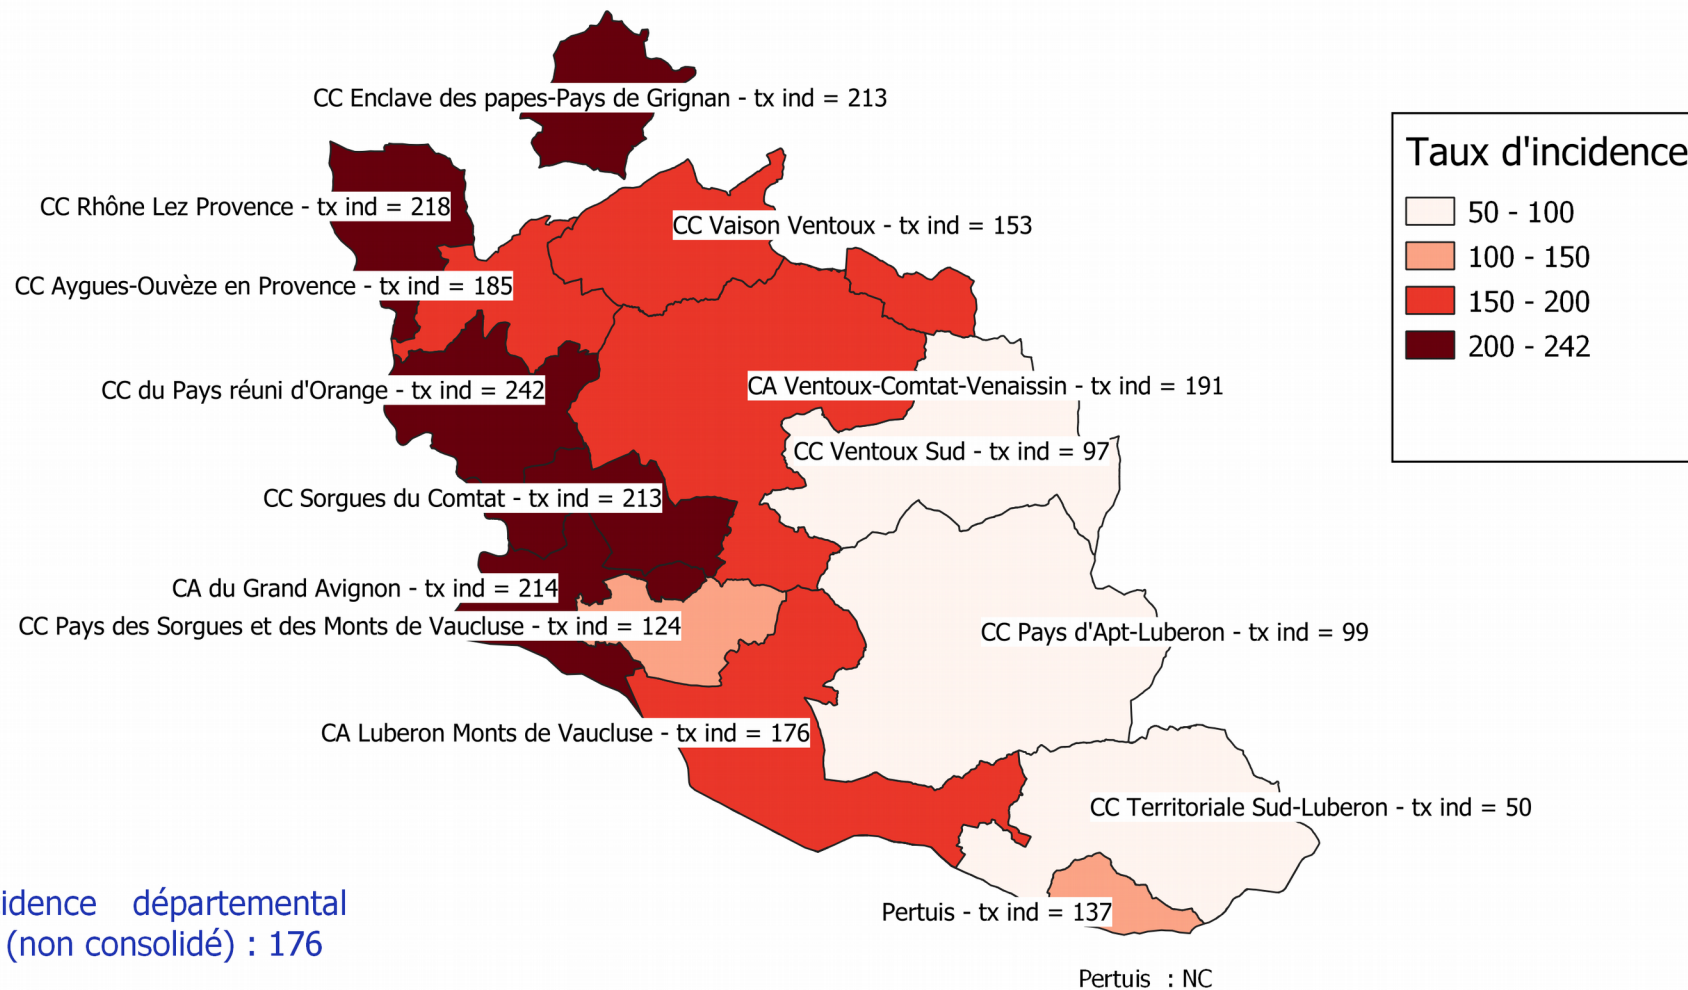 CC Enclave des papes-Pays de Grignan - tx ind = 213
CC Rhône Lez Provence - tx ind = 218
CC Vaison Ventoux - tx ind = 153
CC Aygues-Ouvèze en Provence - tx ind = 185
CC du Pays réuni d'Orange - tx ind = 242
CA Ventoux-Comtat-Venaissin - tx ind = 191
CC Ventoux Sud - tx ind = 97
CC Sorgues du Comtat - tx ind = 213
CA du Grand Avignon - tx ind = 214
CC Pays des Sorgues et des Monts de Vaucluse - tx ind = 124
CC Pays d'Apt-Luberon - tx ind = 99
CA Luberon Monts de Vaucluse - tx ind = 176
CC Territoriale Sud-Luberon - tx ind = 50
Pertuis - tx ind = 137
Pertuis : NC
Taux d'incidence
50 - 100
100 - 150
150 - 200
200 - 242
idence départemental
(non consolidé) : 176